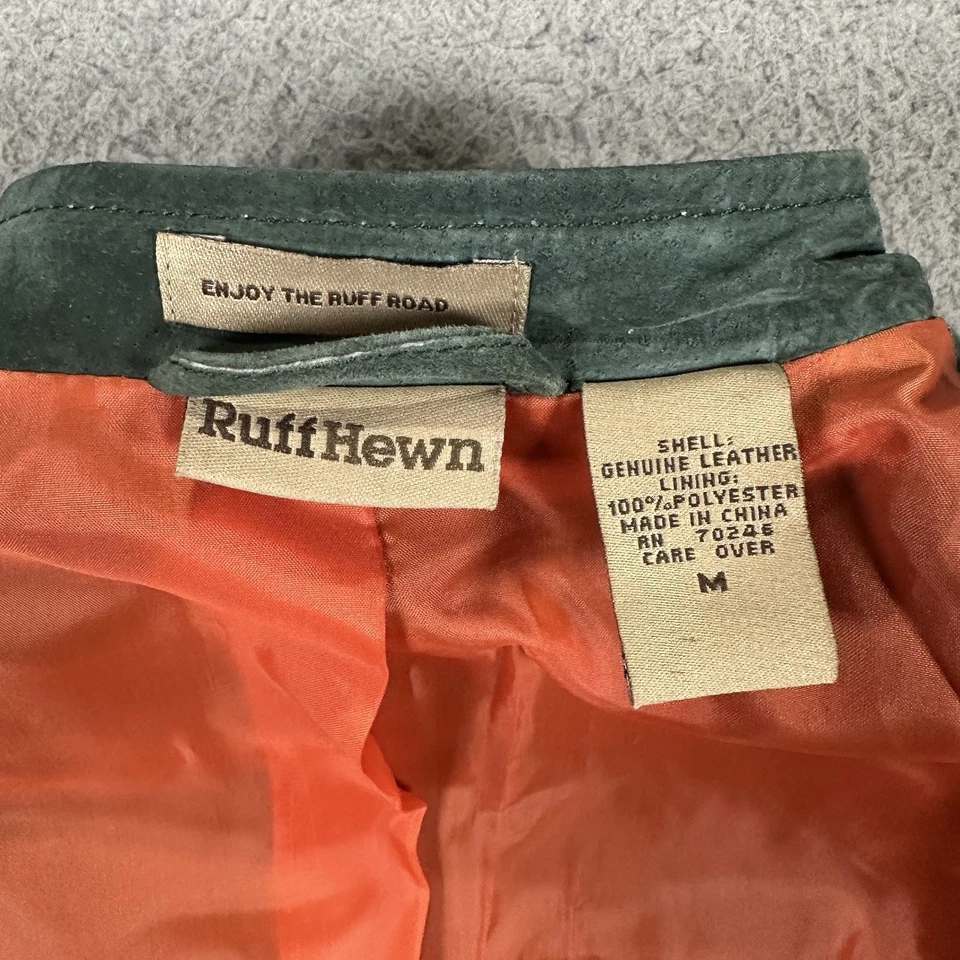 ENJOY THE RUFF ROAD
RuffHewn
SHELL:
GENUINE LEATHER
LINING:
100%POLYESTER
MADE IN CHINA
RN 70246
CARE OVER
M